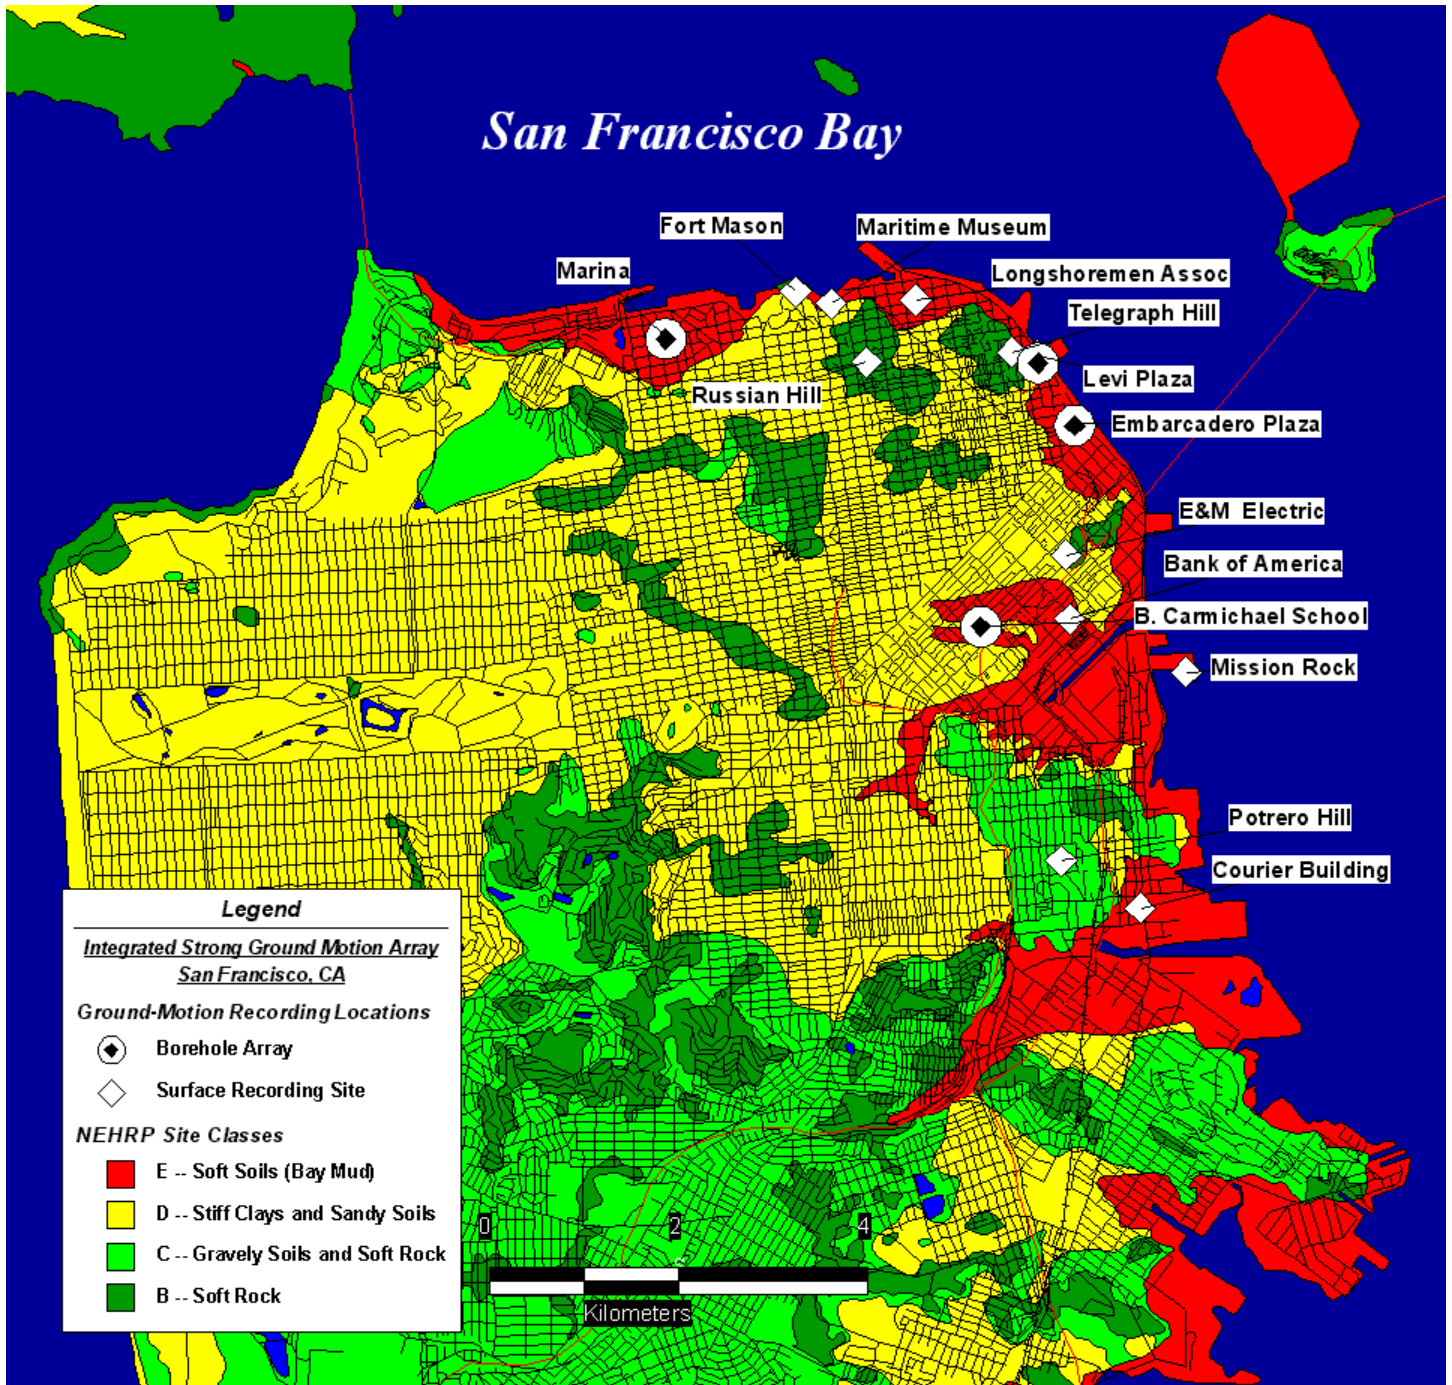 San Francisco Bay
Fort Mason
Maritime Museum
Marina
Longshoremen Assoc
Telegraph Hill
Levi Plaza
Russian Hill
Embarcadero Plaza
E&M Electric
Bank of America
B. Carmichael School
Mission Rock
Potrero Hill
Courier Building
Legend
Integrated Strong Ground Motion Array
San Francisco, CA
Ground-Motion Recording Locations
Borehole Array
Surface Recording Site
NEHRP Site Classes
E -- Soft Soils (Bay Mud)
D -- Stiff Clays and Sandy Soils
C -- Gravely Soils and Soft Rock
B -- Soft Rock
0 2 4
Kilometers